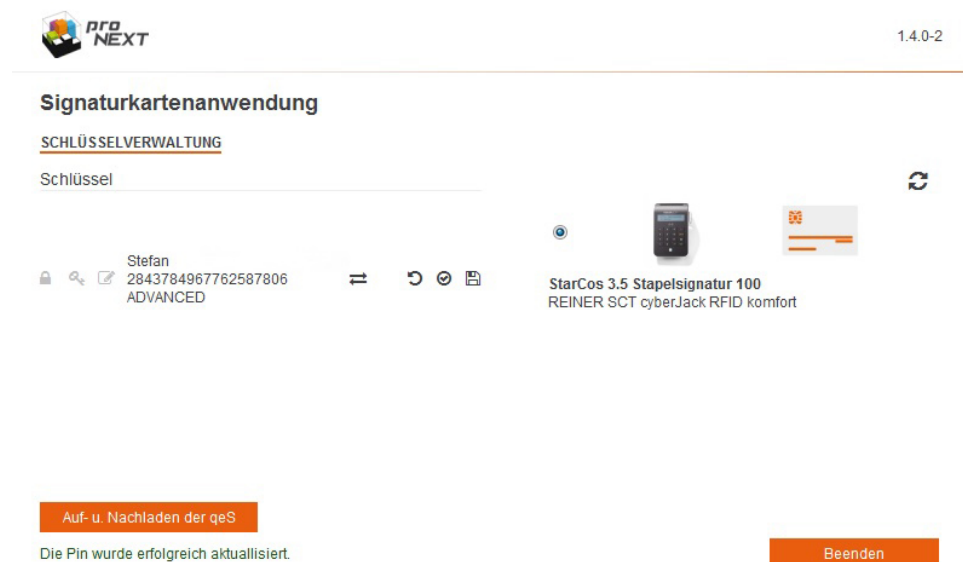 pro
NEXT
1.4.0-2
Signaturkartenanwendung
SCHLÜSSELVERWALTUNG
Schlüssel
Stefan
2843784967762587806
ADVANCED
StarCos 3.5 Stapelsignatur 100
REINER SCT cyberJack RFID komfort
Auf- u. Nachladen der qeS
Die Pin wurde erfolgreich aktuallisiert.
Beenden